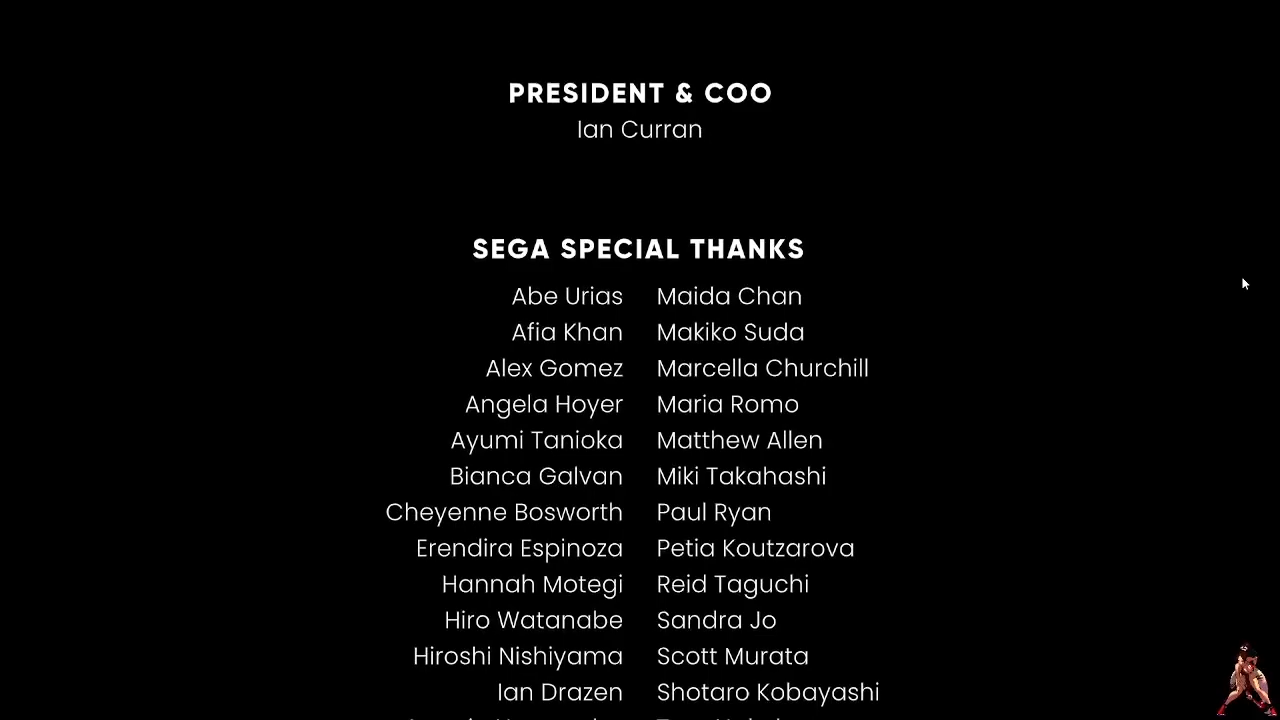 PRESIDENT & COO
Ian Curran
SEGA SPECIAL THANKS
Abe Urias Maida Chan
Afia Khan Makiko Suda
Alex Gomez Marcella Churchill
Angela Hoyer Maria Romo
Ayumi Tanioka Matthew Allen
Bianca Galvan Miki Takahashi
Cheyenne Bosworth Paul Ryan
Erendira Espinoza Petia Koutzarova
Hannah Motegi Reid Taguchi
Hiro Watanabe Sandra Jo
Hiroshi Nishiyama Scott Murata
Ian Drazen Shotaro Kobayashi